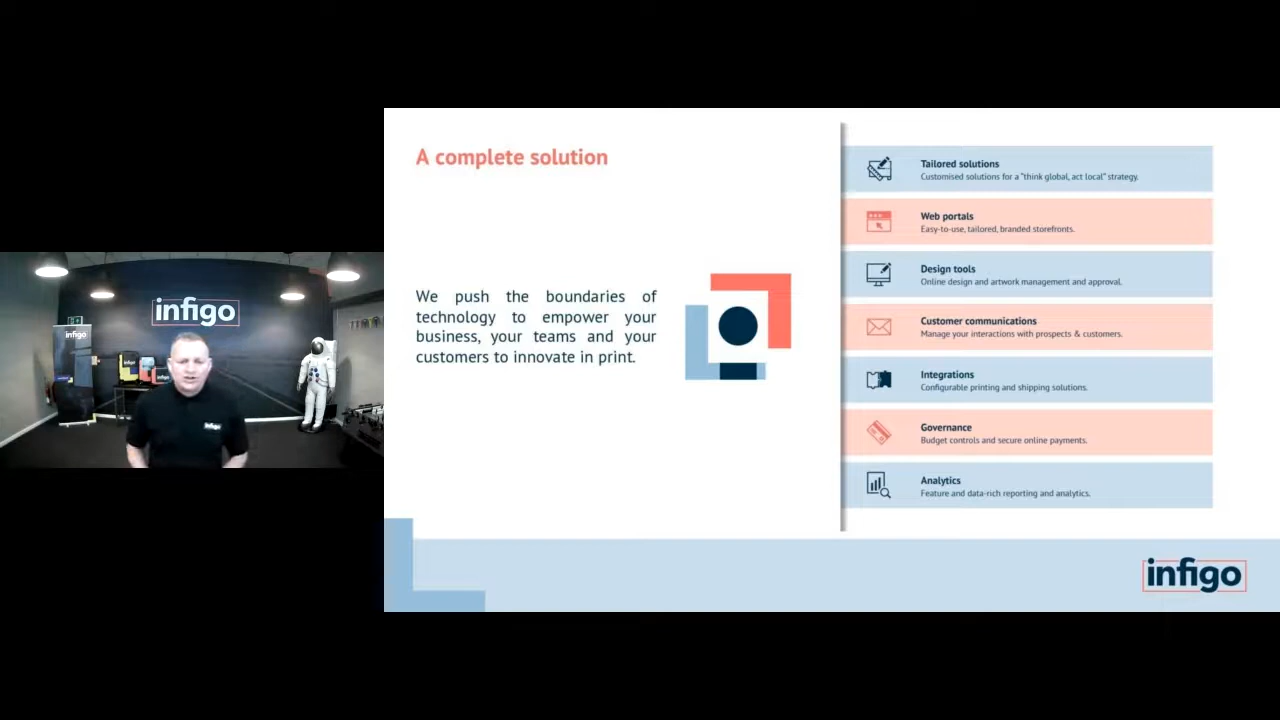 infigo
infigo
infigo
A complete solution
We push the boundaries of
technology to empower your
business, your teams and your
customers to innovate in print.
Tailored solutions
Customised solutions for a "think global, act local" strategy.
Web portals
Easy-to-use, tailored, branded storefronts.
Design tools
Online design and artwork management and approval.
Customer communications
Manage your interactions with prospects & customers.
Integrations
Configurable printing and shipping solutions.
Governance
Budget controls and secure online payments.
Analytics
Feature and data-rich reporting and analytics.
infigo